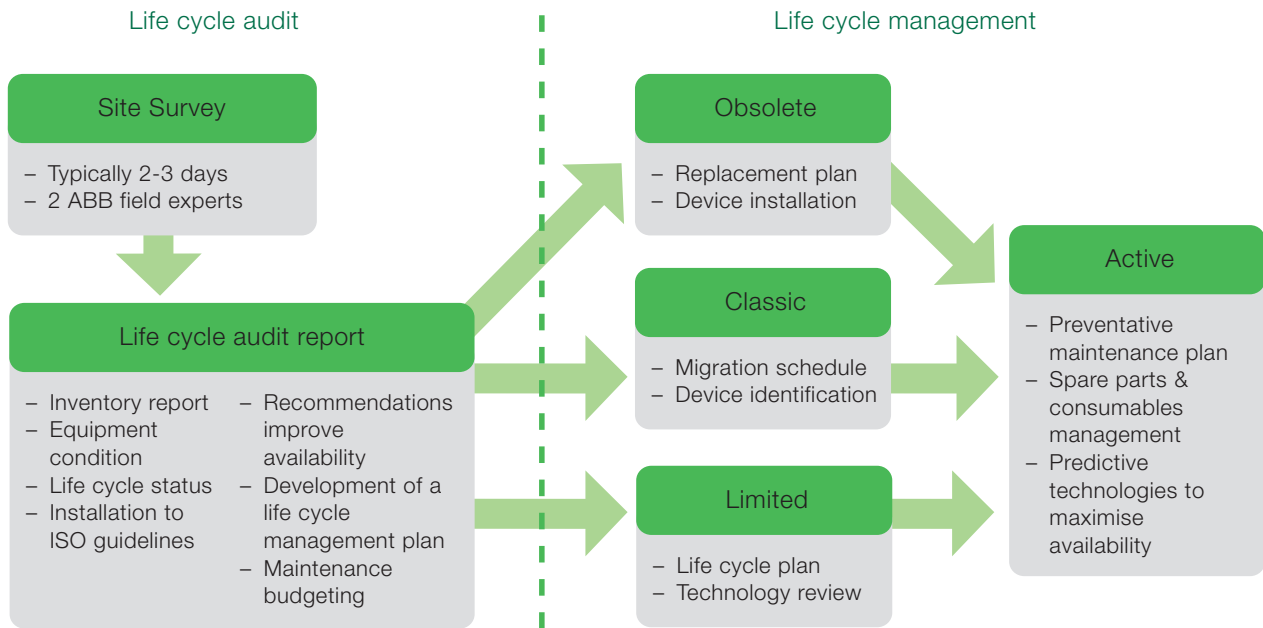 Life cycle audit
Site Survey
– Typically 2-3 days
– 2 ABB field experts
Life cycle audit report
– Inventory report
– Equipment
condition
– Life cycle status
– Installation to
ISO guidelines
– Recommendations
improve
availability
– Development of a
life cycle
management plan
– Maintenance
budgeting
Life cycle management
Obsolete
– Replacement plan
– Device installation
Classic
– Migration schedule
– Device identification
Limited
– Life cycle plan
– Technology review
Active
– Preventative
maintenance plan
– Spare parts &
consumables
management
– Predictive
technologies to
maximise
availability